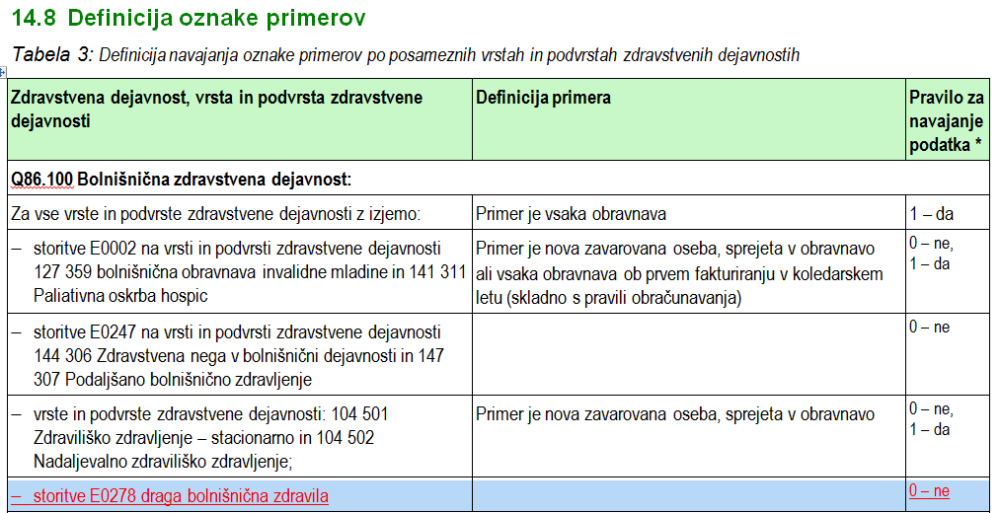 14.8 Definicija oznake primerov
Tabela 3: Definicija navajanja oznake primerov po posameznih vrstah in podvrstah zdravstvenih dejavnostih
Zdravstvena dejavnost, vrsta in podvrsta zdravstvene
dejavnosti
Definicija primera
Pravilo za
navajanje
podatka *
Q86.100 Bolnišnična zdravstvena dejavnost:
Za vse vrste in podvrste zdravstvene dejavnosti z izjemo:
Primer je vsaka obravnava
1 – da
– storitve E0002 na vrsti in podvrsti zdravstvene dejavnosti
127 359 bolnišnična obravnava invalidne mladine in 141 311
Paliativna oskrba hospic
Primer je nova zavarovana oseba, sprejeta v obravnavo
ali vsaka obravnava ob prvem fakturiranju v koledarskem
letu (skladno s pravili obračunavanja)
0 – ne,
1 – da
– storitve E0247 na vrsti in podvrsti zdravstvene dejavnosti
144 306 Zdravstvena nega v bolnišnični dejavnosti in 147
307 Podaljšano bolnišnično zdravljenje
0 – ne
– vrste in podvrste zdravstvene dejavnosti: 104 501
Zdraviliško zdravljenje – stacionarno in 104 502
Nadaljevalno zdraviliško zdravljenje;
Primer je nova zavarovana oseba, sprejeta v obravnavo
0 – ne,
1 – da
– storitve E0278 draga bolnišnična zdravila
0 – ne